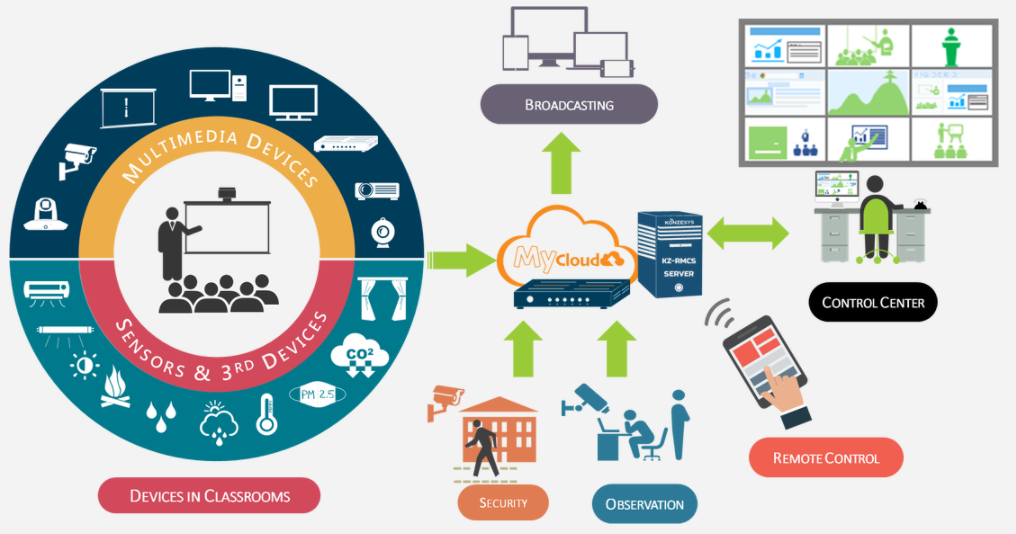 BROADCASTING
MULTIMEDIA DEVICES
MyCloud
KONZESYS
KZ-RMCS
SERVER
CONTROL CENTER
SENSORS & 3RD DEVICES
CO²
PM 2.5
DEVICES IN CLASSROOMS
SECURITY
OBSERVATION
REMOTE CONTROL